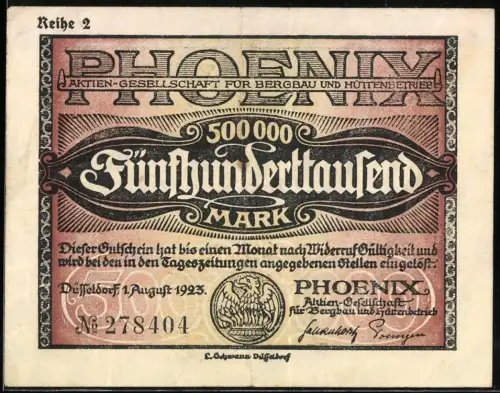 Reihe 2
PHOENIX
AKTIEN-GESELLSCHAFT FÜR BERGBAU UND HÜTTENBETRIEB
500 000
Fünfhunderttausend
MARK
Dieser Gutschein hat bis einen Monat nach Widerruf Gültigkeit und
wird bei den in den Tageszeitungen angegebenen Stellen eingelöst.
Düsseldorf, 1. August 1923.
PHOENIX
Aktien-Gesellschaft
für Bergbau und Hüttenbetrieb
№ 278404
L. Schwann Düsseldorf